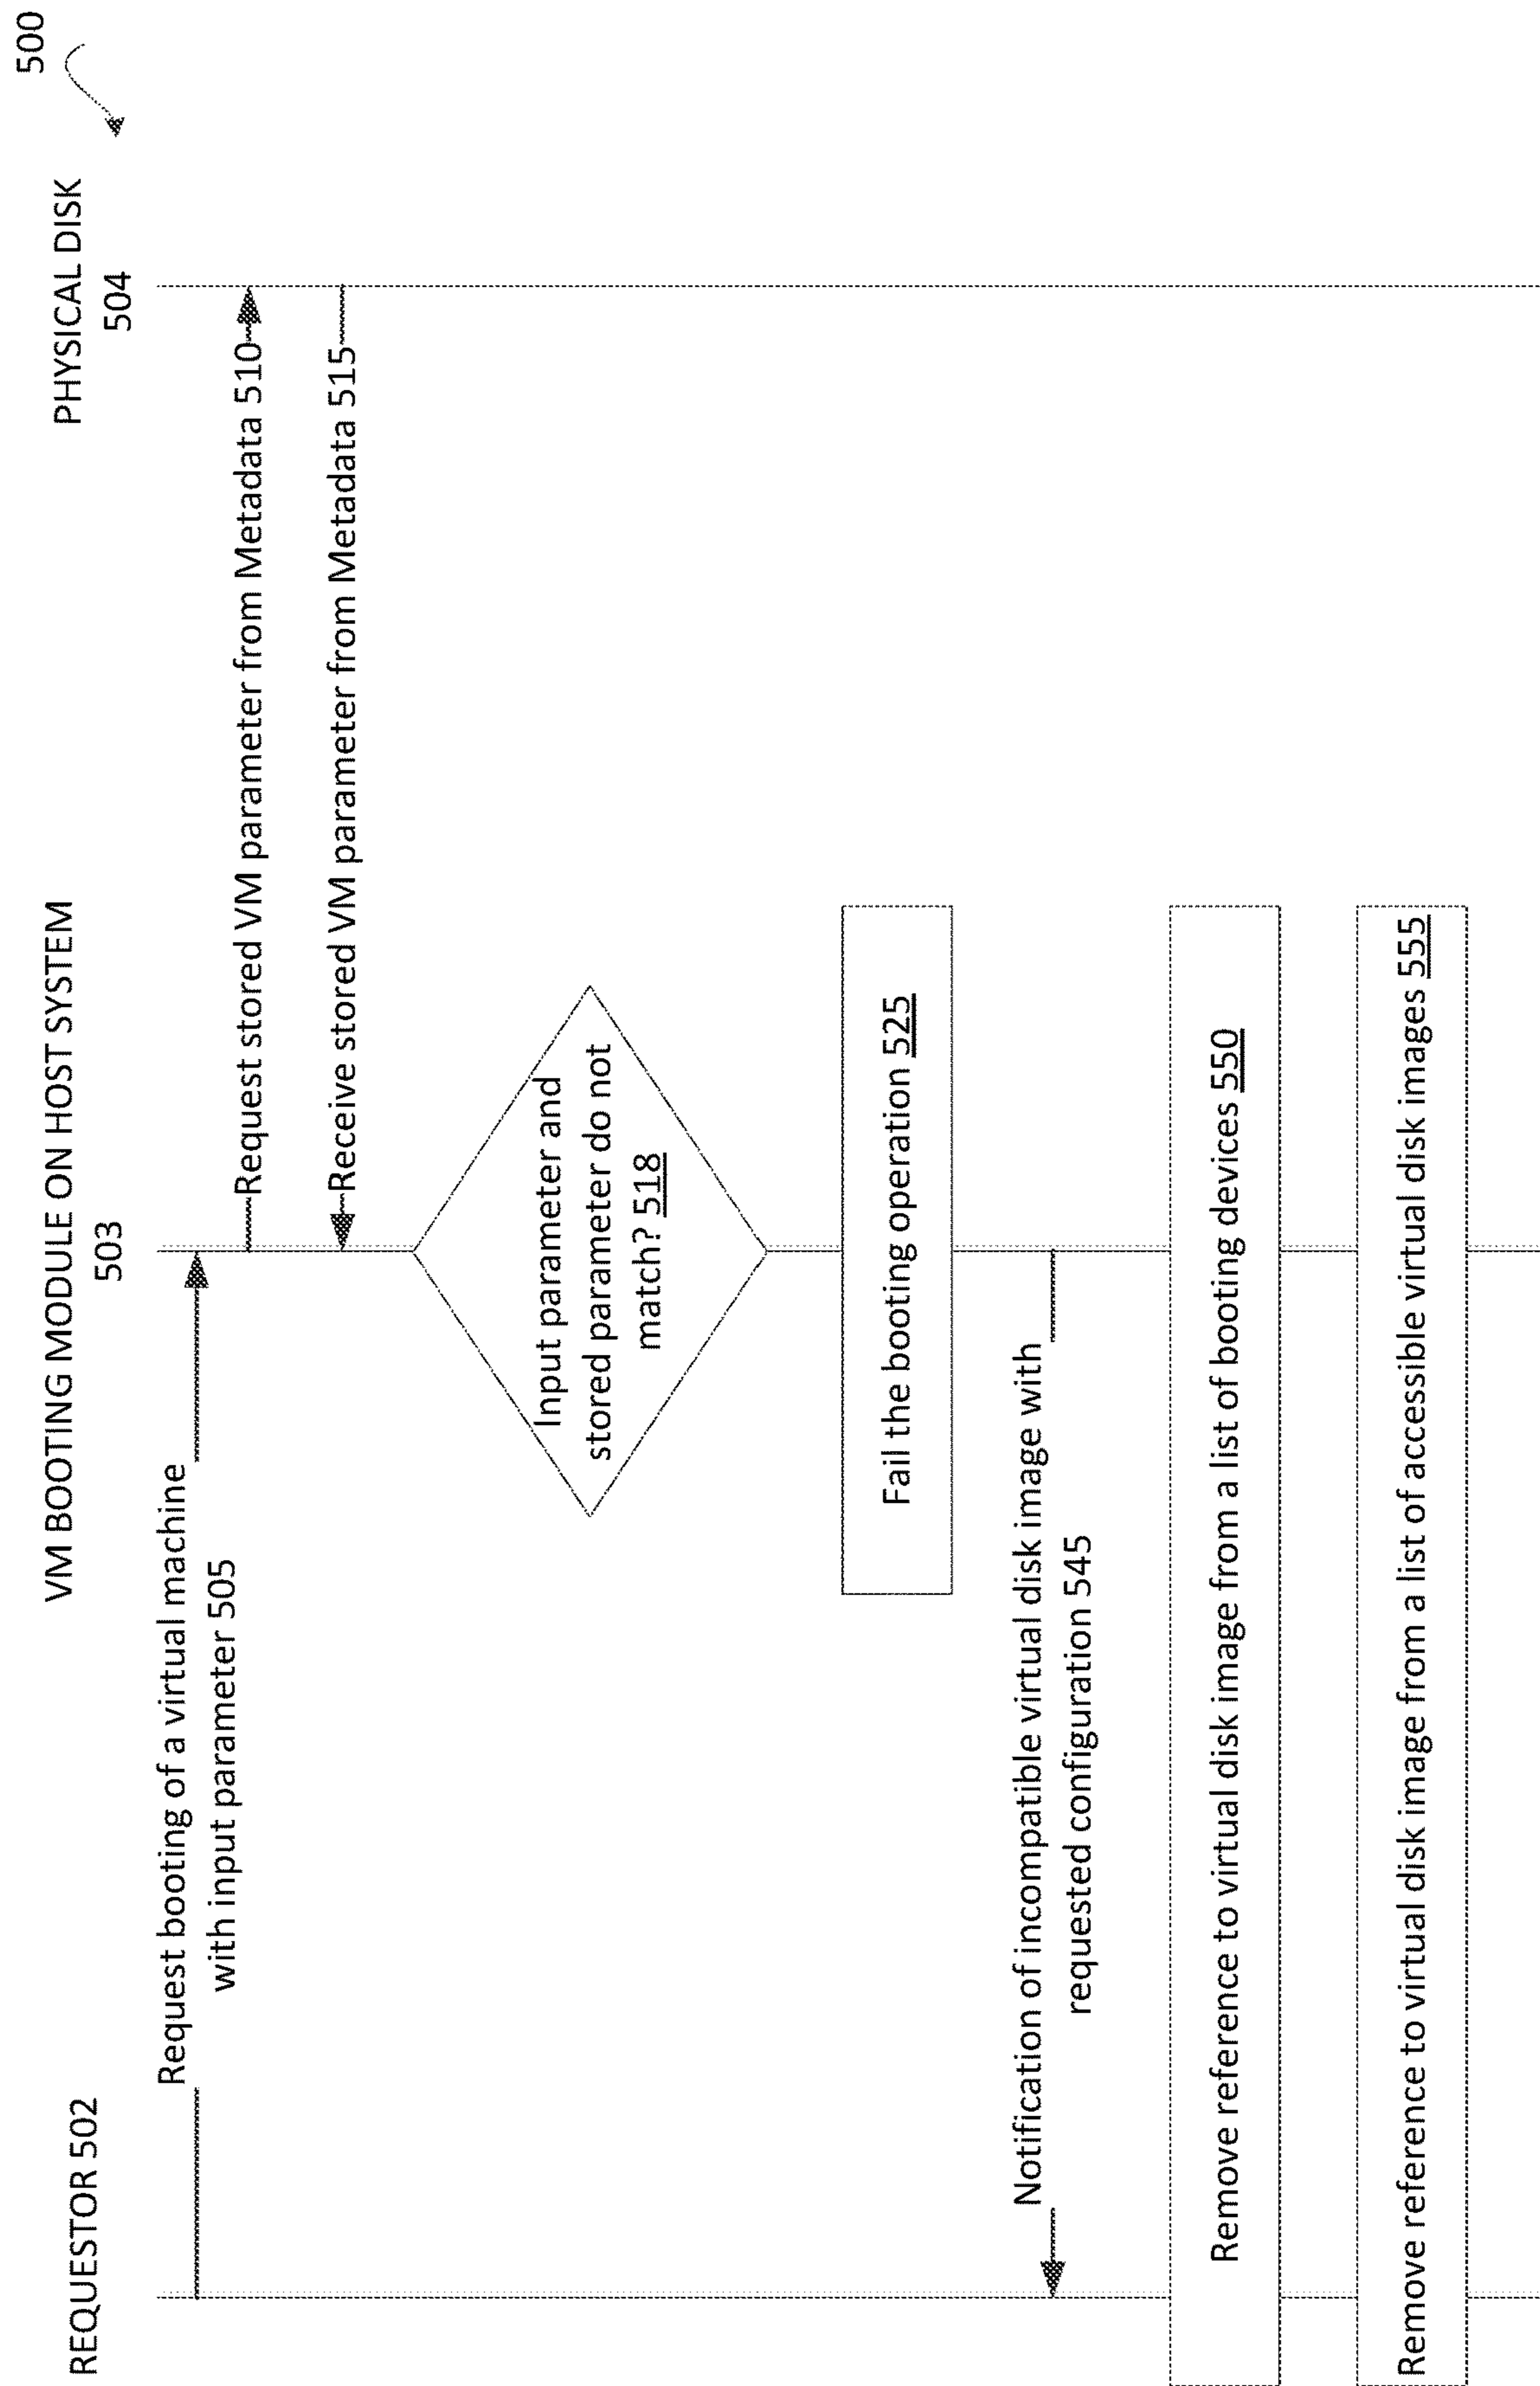 500
REQUESTOR 502
VM BOOTING MODULE ON HOST SYSTEM
503
PHYSICAL DISK
504
Request booting of a virtual machine
with input parameter 505
Request stored VM parameter from Metadata 510
Receive stored VM parameter from Metadata 515
Input parameter and
stored parameter do not
match? 518
Fail the booting operation 525
Notification of incompatible virtual disk image with
requested configuration 545
Remove reference to virtual disk image from a list of booting devices 550
Remove reference to virtual disk image from a list of accessible virtual disk images 555